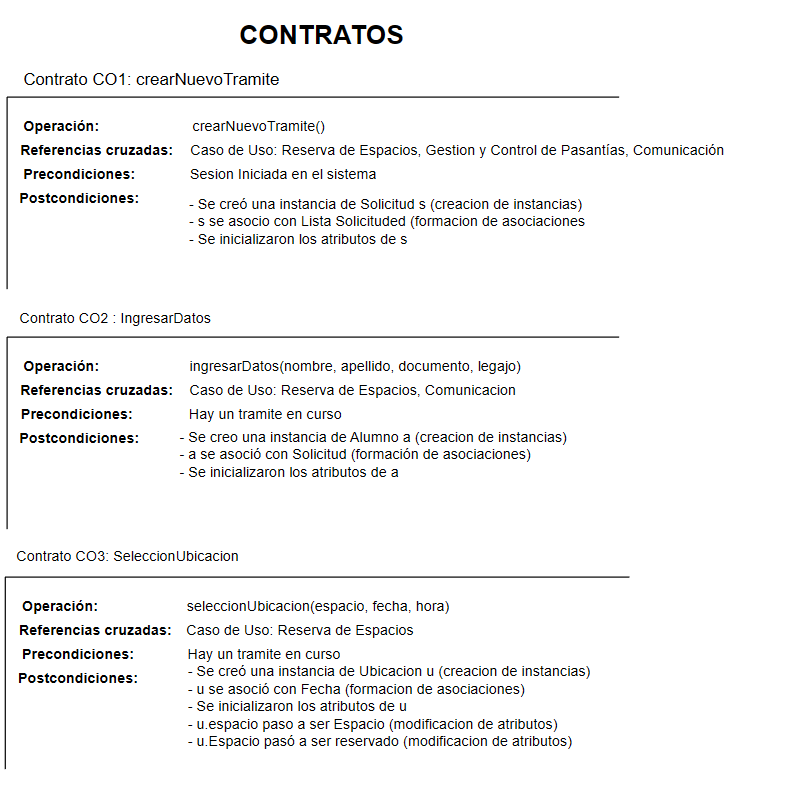 CONTRATOS
Contrato CO1: crearNuevoTramite
Operación: crearNuevoTramite()
Referencias cruzadas: Caso de Uso: Reserva de Espacios, Gestion y Control de Pasantías, Comunicación
Precondiciones: Sesion Iniciada en el sistema
Postcondiciones:
- Se creó una instancia de Solicitud s (creacion de instancias)
- s se asocio con Lista Solicituded (formacion de asociaciones
- Se inicializaron los atributos de s
Contrato CO2 : IngresarDatos
Operación: ingresarDatos(nombre, apellido, documento, legajo)
Referencias cruzadas: Caso de Uso: Reserva de Espacios, Comunicacion
Precondiciones: Hay un tramite en curso
Postcondiciones: - Se creo una instancia de Alumno a (creacion de instancias)
- a se asoció con Solicitud (formación de asociaciones)
- Se inicializaron los atributos de a
Contrato CO3: SeleccionUbicacion
Operación: seleccionUbicacion(espacio, fecha, hora)
Referencias cruzadas: Caso de Uso: Reserva de Espacios
Precondiciones: Hay un tramite en curso
Postcondiciones: - Se creó una instancia de Ubicacion u (creacion de instancias)
- u se asoció con Fecha (formacion de asociaciones)
- Se inicializaron los atributos de u
- u.espacio paso a ser Espacio (modificacion de atributos)
- u.Espacio pasó a ser reservado (modificacion de atributos)